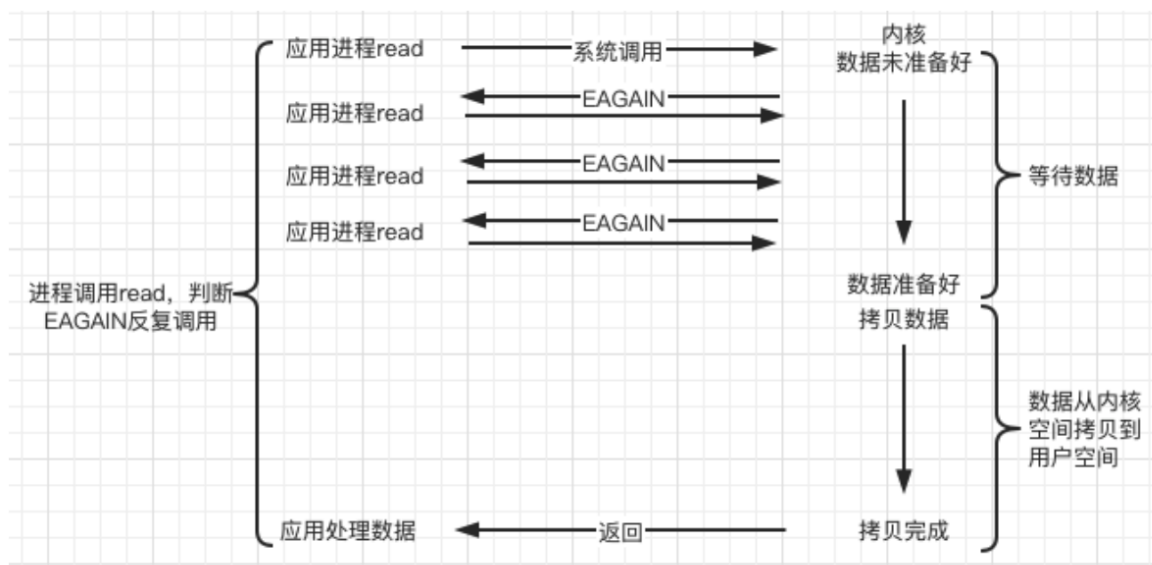 应用进程read
系统调用
内核
数据未准备好
EAGAIN
应用进程read
EAGAIN
应用进程read
等待数据
EAGAIN
应用进程read
进程调用read，判断
EAGAIN反复调用
数据准备好
拷贝数据
数据从内核
空间拷贝到
用户空间
应用处理数据
返回
拷贝完成